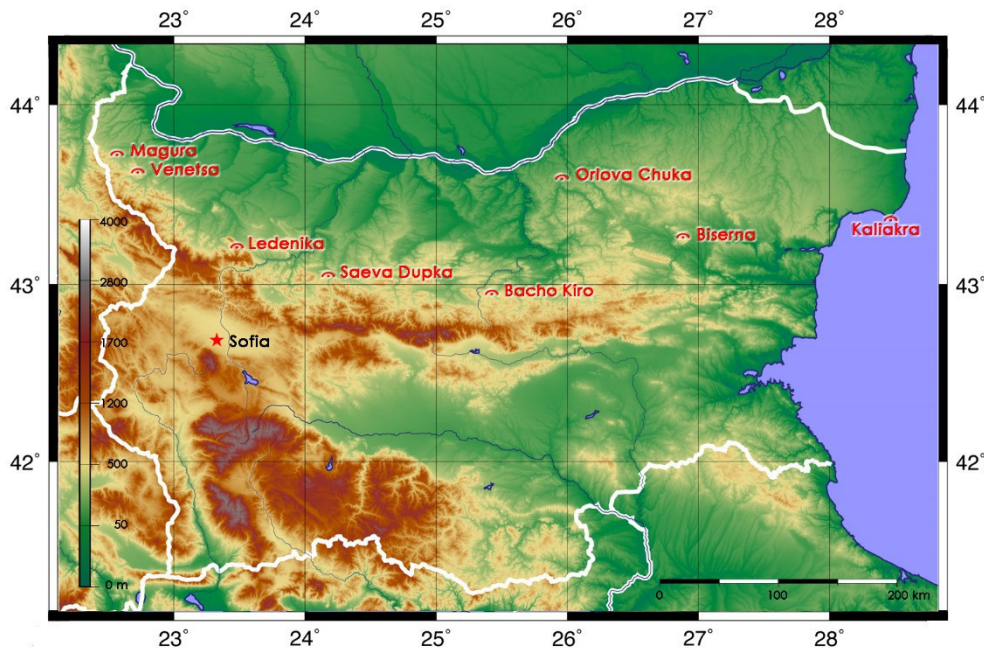 23 24 25 26 27 28
44° 44°
Magura
Venetsa
Orlova Chuka
Kaliakra
Biserna
4000
Ledenika
Saeva Dupka
2800
43° 43°
Bacho Kiro
1700
Sofia
1200
500
42° 42°
50
0 m
0 100 200 km
23 24 25 26 27 28